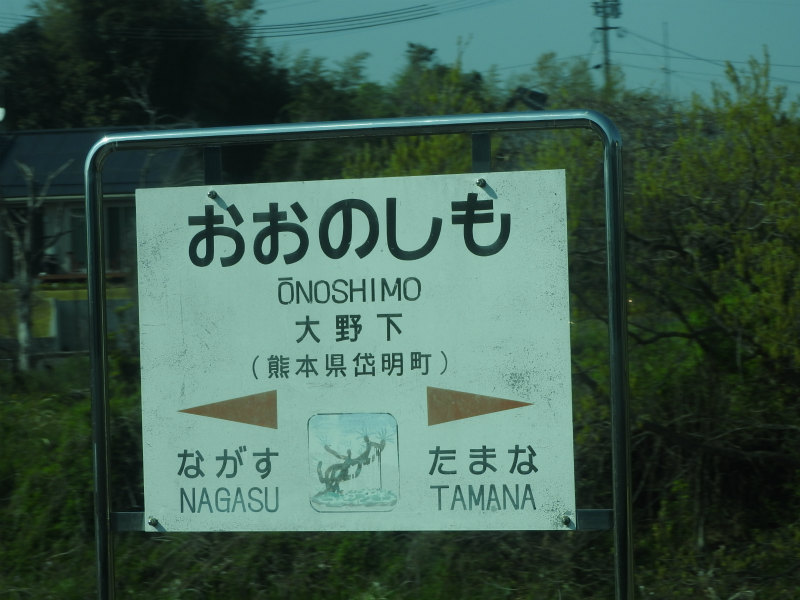 おおのしも
ŌNOSHIMO
大野下
（熊本県岱明町）
ながす
たまな
NAGASU
TAMANA